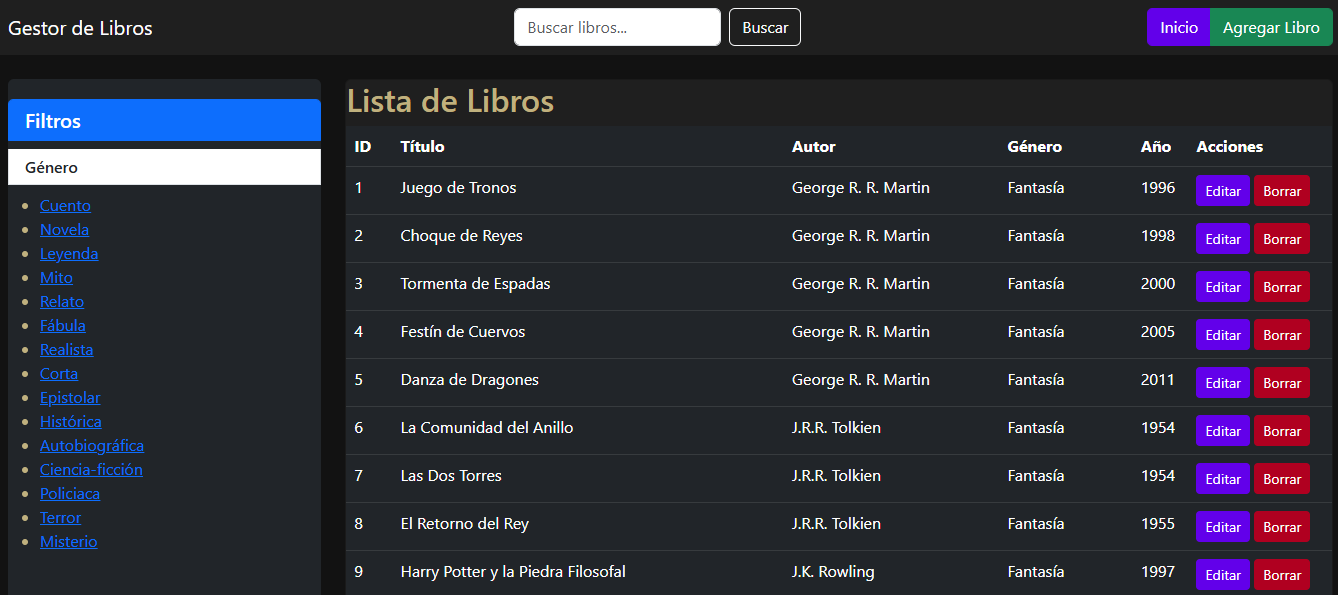 Gestor de Libros
Buscar libros...
Buscar
Inicio
Agregar Libro
Filtros
Género
Cuento
Novela
Leyenda
Mito
Relato
Fábula
Realista
Corta
Epistolar
Histórica
Autobiográfica
Ciencia-ficción
Policiaca
Terror
Misterio
Lista de Libros
ID Título Autor Género Año Acciones
1 Juego de Tronos George R. R. Martin Fantasía 1996 Editar Borrar
2 Choque de Reyes George R. R. Martin Fantasía 1998 Editar Borrar
3 Tormenta de Espadas George R. R. Martin Fantasía 2000 Editar Borrar
4 Festín de Cuervos George R. R. Martin Fantasía 2005 Editar Borrar
5 Danza de Dragones George R. R. Martin Fantasía 2011 Editar Borrar
6 La Comunidad del Anillo J.R.R. Tolkien Fantasía 1954 Editar Borrar
7 Las Dos Torres J.R.R. Tolkien Fantasía 1954 Editar Borrar
8 El Retorno del Rey J.R.R. Tolkien Fantasía 1955 Editar Borrar
9 Harry Potter y la Piedra Filosofal J.K. Rowling Fantasía 1997 Editar Borrar